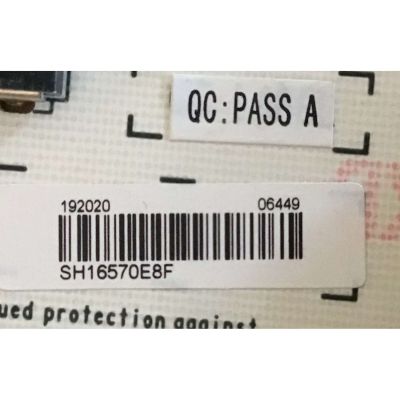 QC:PASS A
192020 06449
SH16570E8F
ued protection against